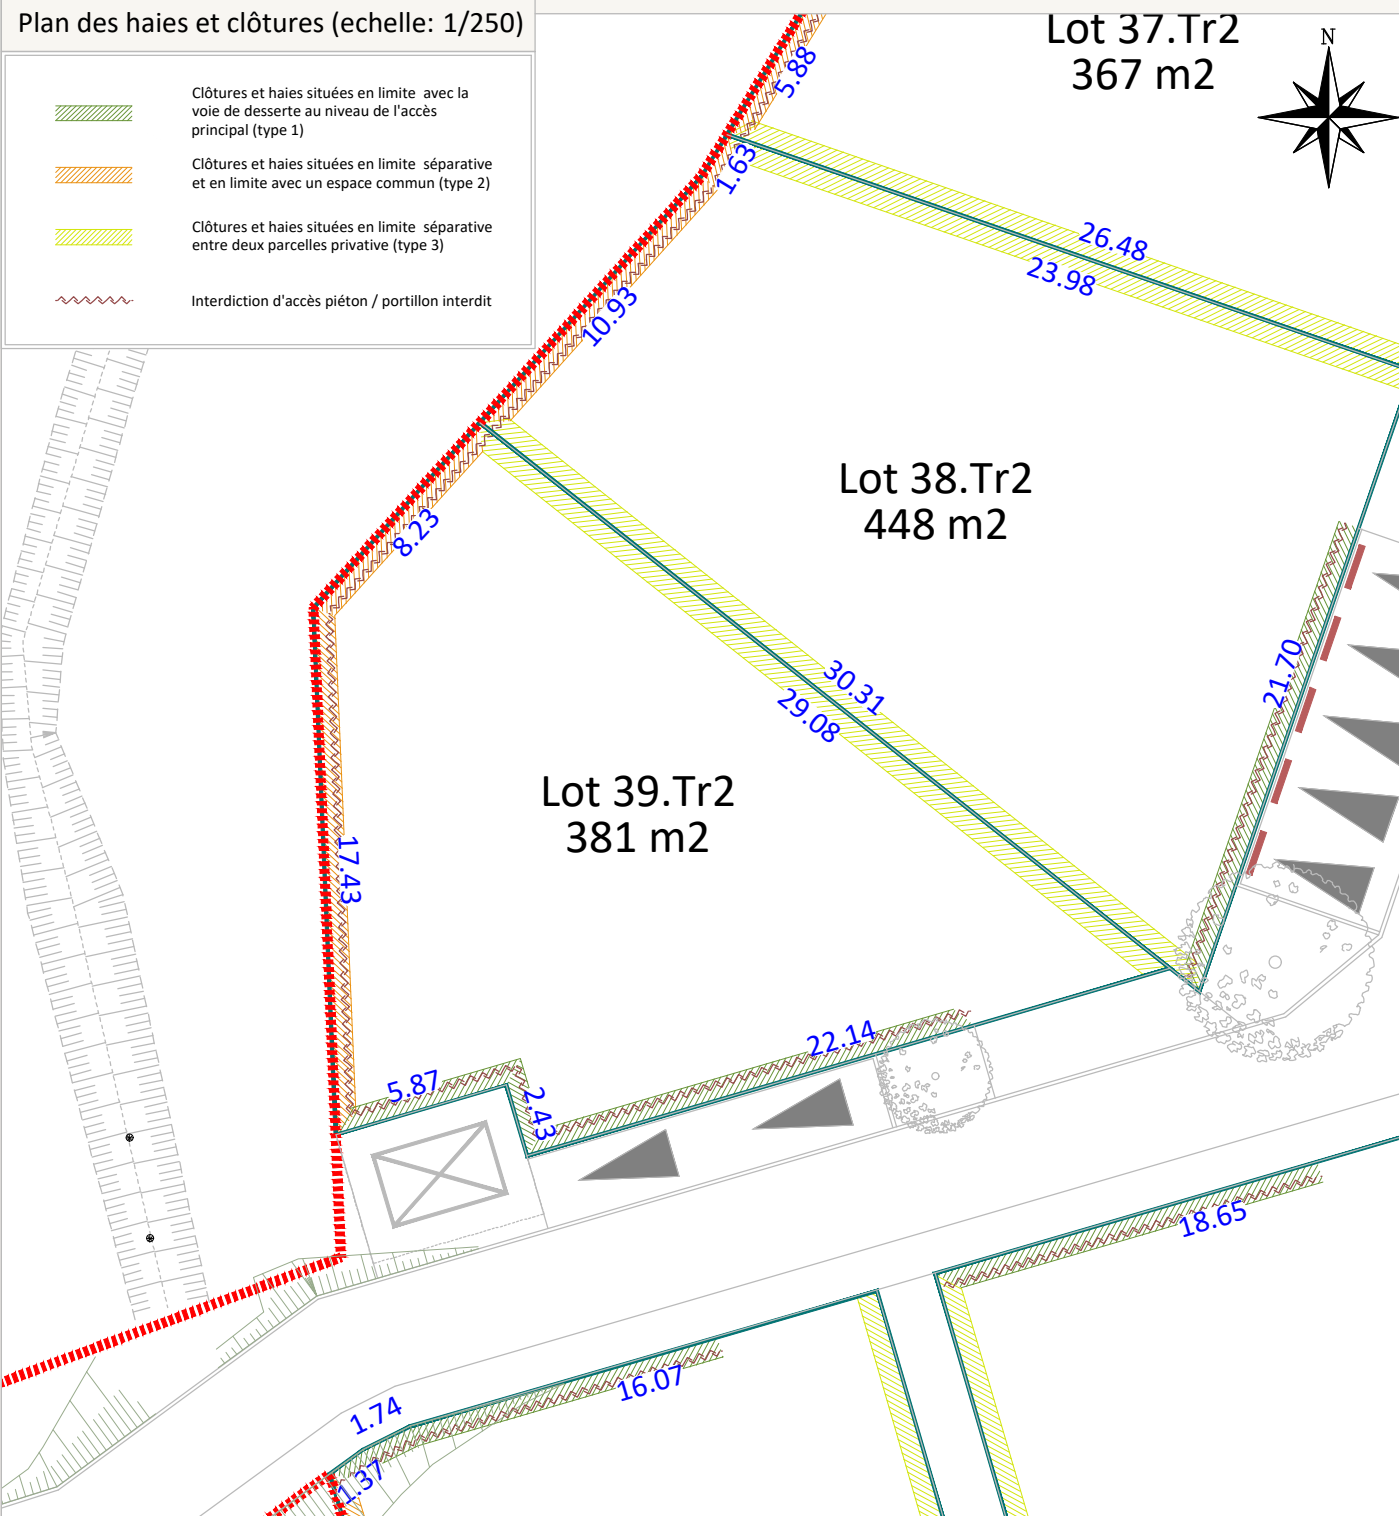 Plan des haies et clôtures (echelle: 1/250)
Clôtures et haies situées en limite avec la
voie de desserte au niveau de l'accès
principal (type 1)
Clôtures et haies situées en limite séparative
et en limite avec un espace commun (type 2)
Clôtures et haies situées en limite séparative
entre deux parcelles privative (type 3)
Interdiction d'accès piéton / portillon interdit
Lot 37.Tr2
367 m2
N
5.88
1.63
26.48
23.98
10.93
8.23
Lot 38.Tr2
448 m2
21.70
30.31
29.08
Lot 39.Tr2
381 m2
17.43
5.87
2.43
22.14
18.65
16.07
1.74
1.37